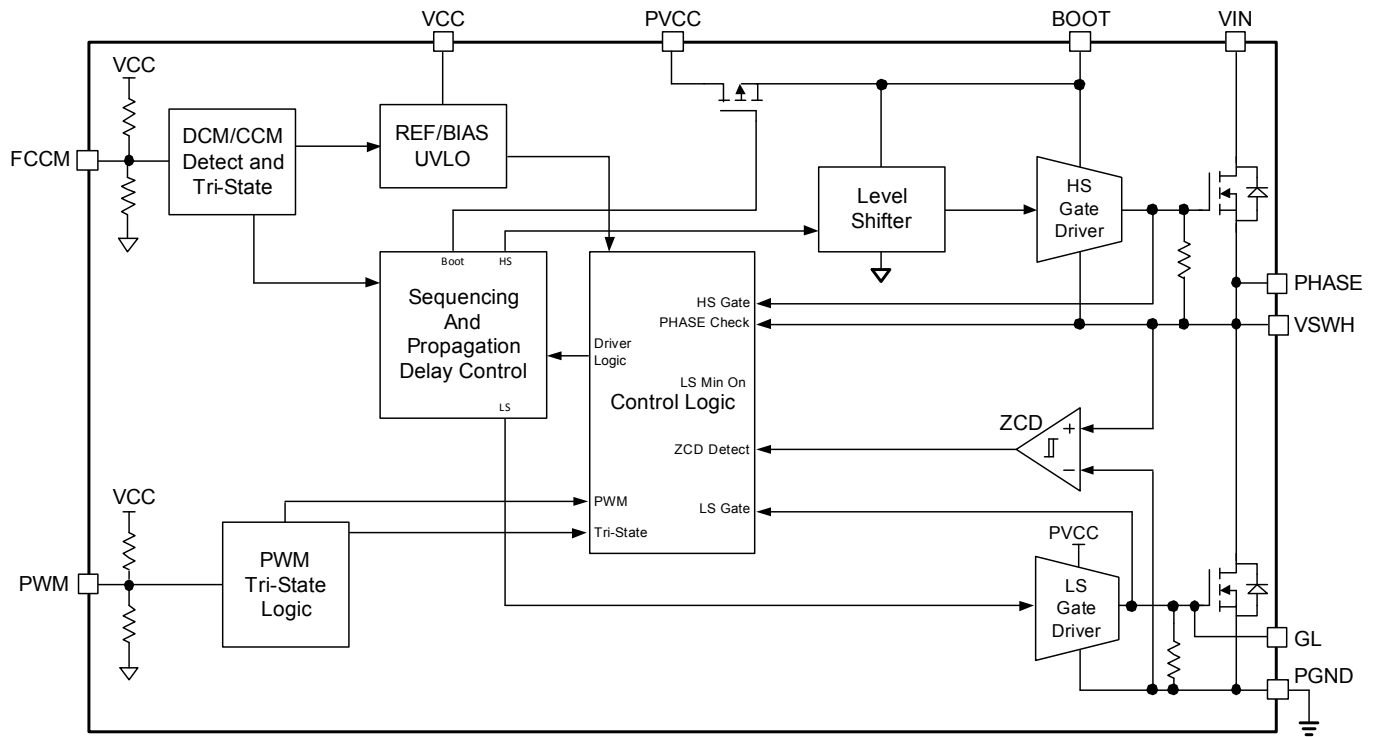 VCC
PVCC
BOOT
VIN
VCC
FCCM
DCM/CCM
Detect and
Tri-State
REF/BIAS
UVLO
Level
Shifter
HS
Gate
Driver
PHASE
VSWH
Boot
HS
Sequencing
And
Propagation
Delay Control
LS
HS Gate
PHASE Check
Driver
Logic
LS Min On
Control Logic
ZCD Detect
PWM
LS Gate
Tri-State
ZCD
+
−
VCC
PWM
PWM
Tri-State
Logic
PVCC
LS
Gate
Driver
GL
PGND